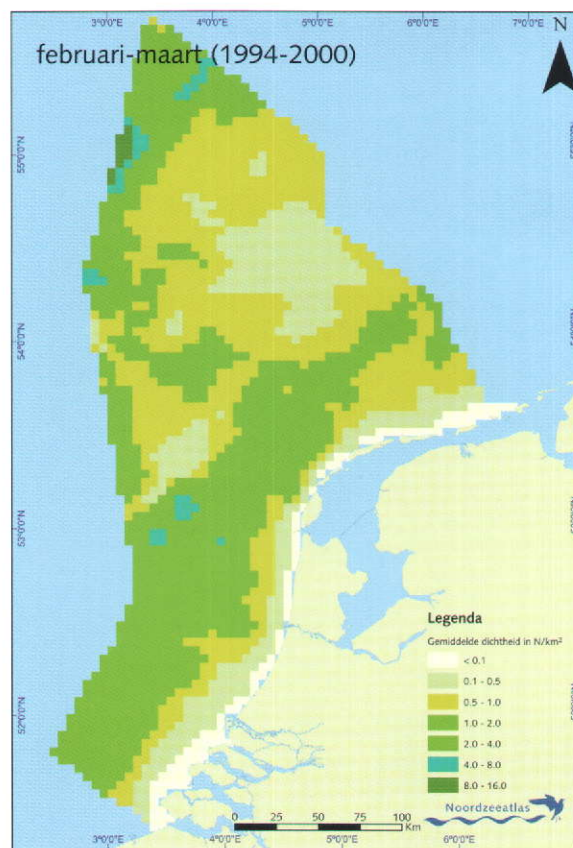 3°0'0"E 4°0'0"E 5°0'0"E 6°0'0"E 7°0'0"E
februari-maart (1994-2000)
N
55°0'0"N
54°0'0"N
53°0'0"N
52°0'0"N
Legenda
Gemiddelde dichtheid in N/km²
< 0.1
0.1 - 0.5
0.5 - 1.0
1.0 - 2.0
2.0 - 4.0
4.0 - 8.0
8.0 - 16.0
Noordzeeatlas
0 25 50 75 100
Km
3°0'0"E 4°0'0"E 5°0'0"E 6°0'0"E